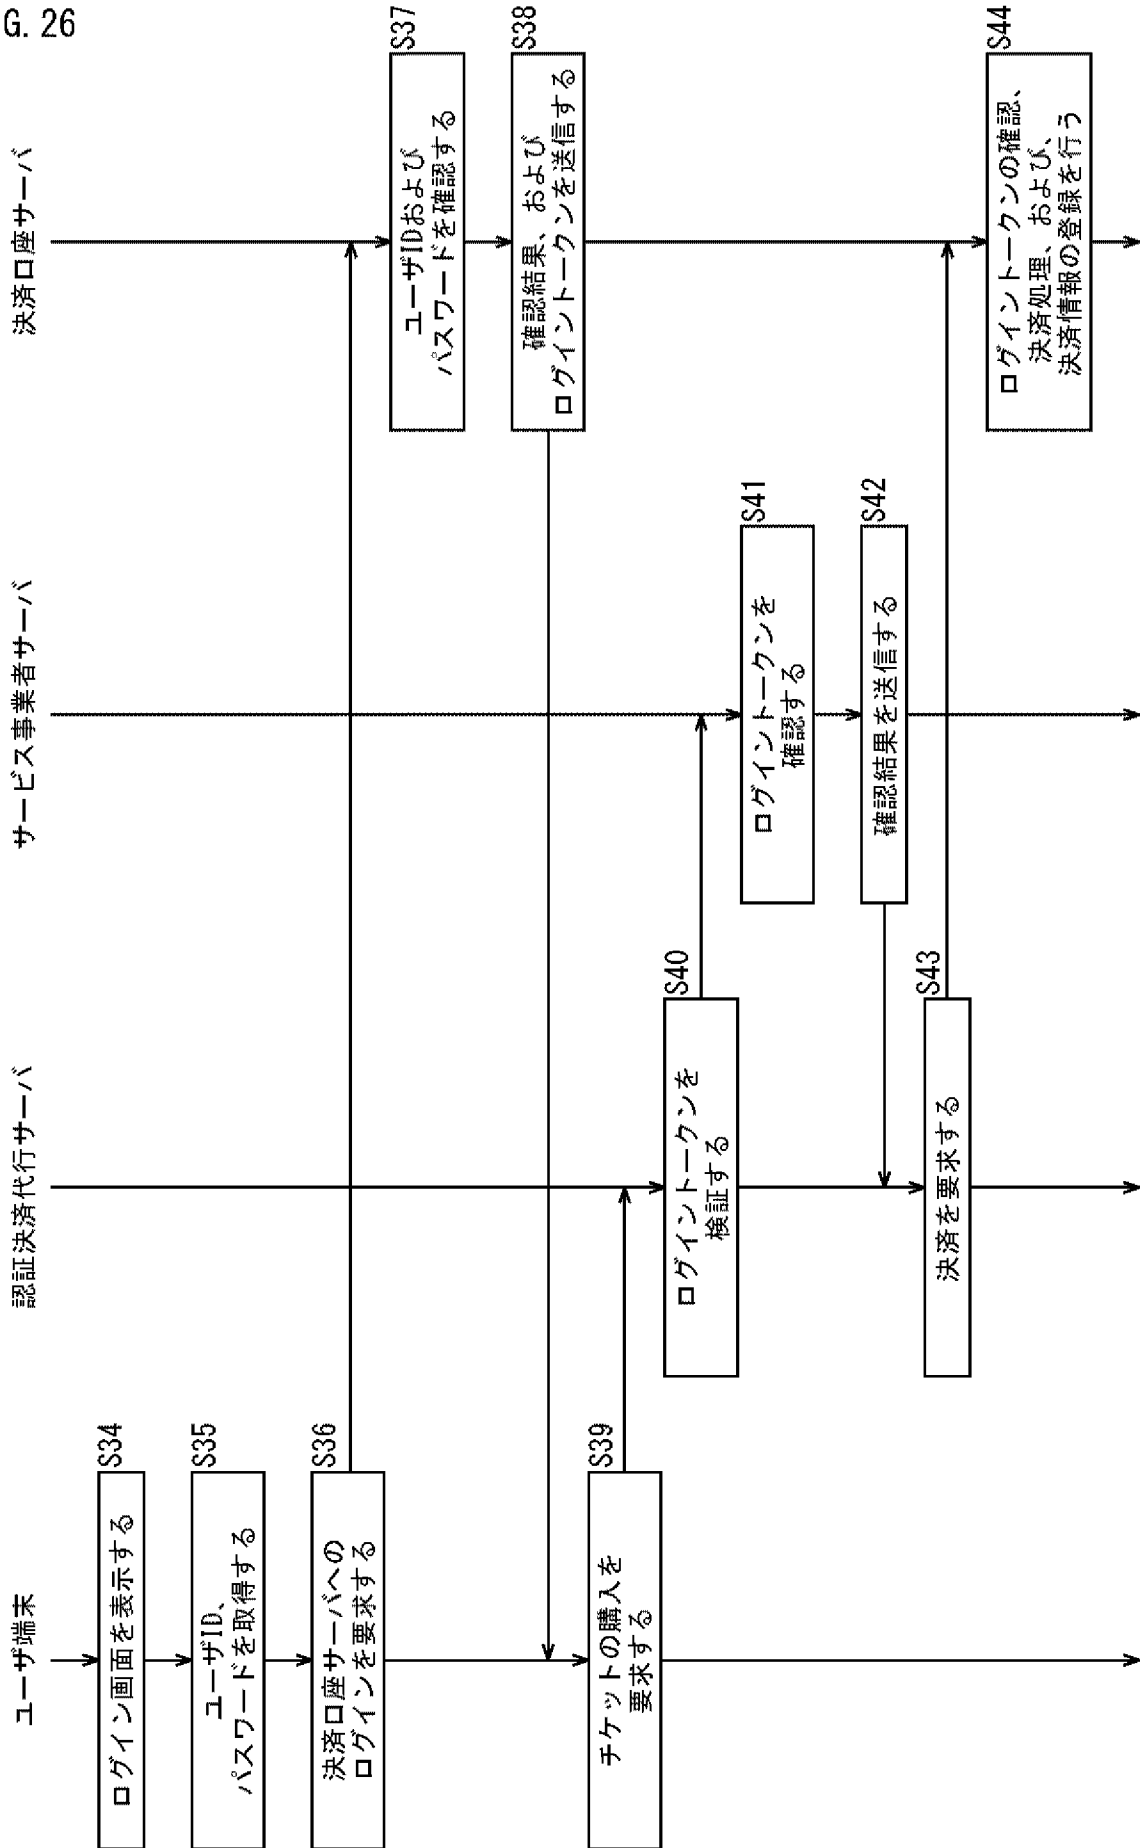 G. 26
ユーザ端末
認証決済代行サーバ
サービス事業者サーバ
決済口座サーバ
S34
ログイン画面を表示する
S35
ユーザID、
パスワードを取得する
S36
決済口座サーバへの
ログインを要求する
S37
ユーザIDおよび
パスワードを確認する
S38
確認結果、および
ログイントークンを送信する
S39
チケットの購入を
要求する
S40
ログイントークンを
検証する
S41
ログイントークンを
確認する
S42
確認結果を送信する
S43
決済を要求する
S44
ログイントークンの確認、
決済処理、および、
決済情報の登録を行う